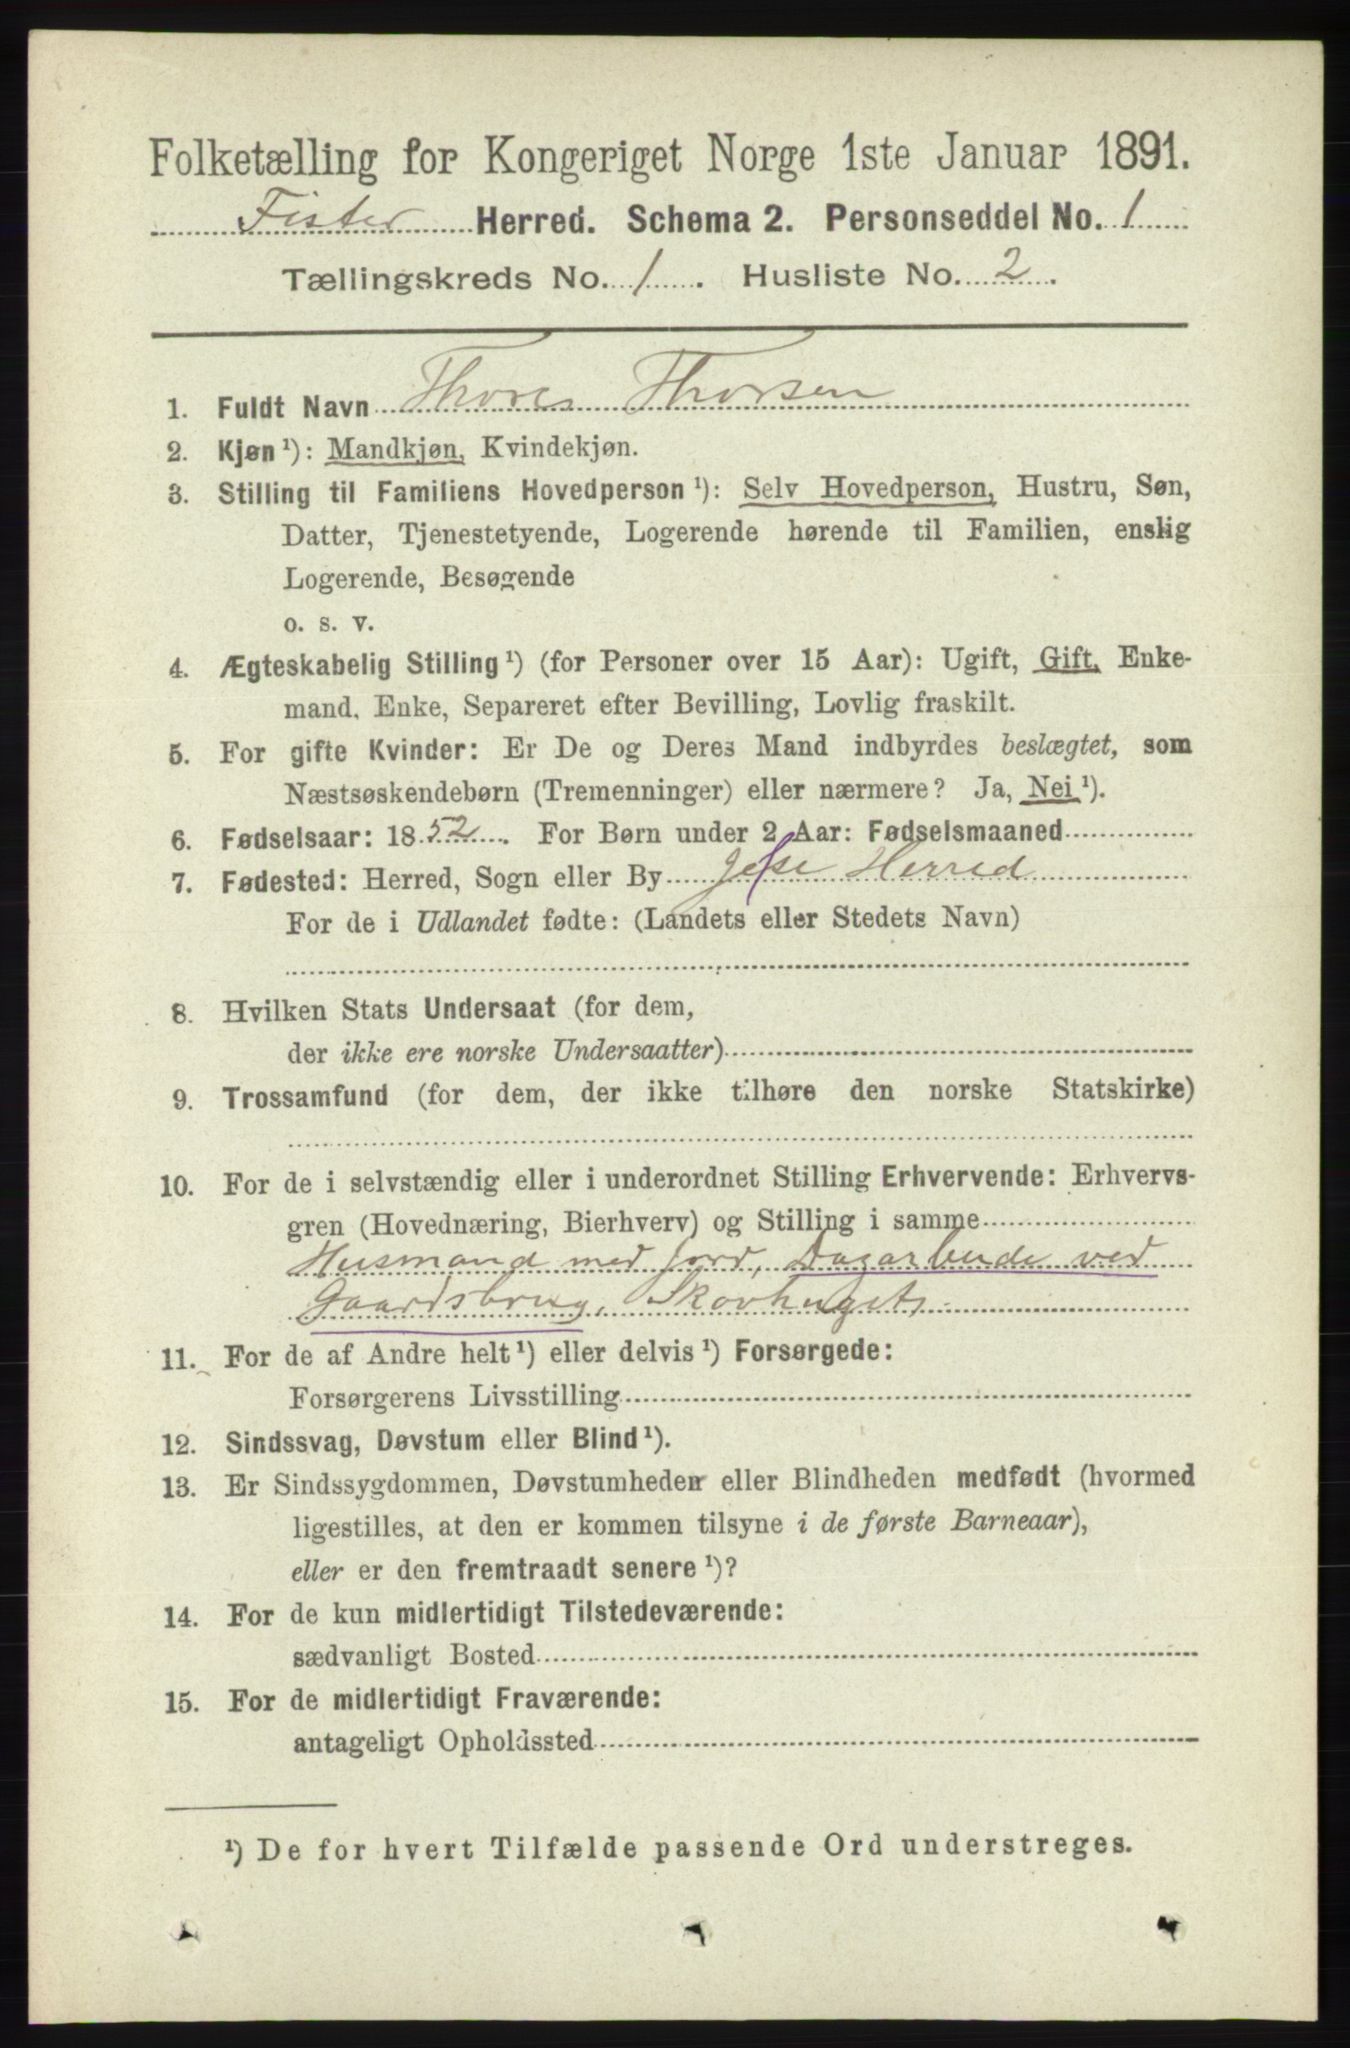 Folketælling for Kongeriget Norge 1ste Januar 1891.
Fister Herred. Schema 2. Personseddel No. 1
Tællingskreds No. 1. Husliste No. 2.
1. Fuldt Navn Thores Thorsen
2. Kjøn ¹): Mandkjøn, Kvindekjøn.
3. Stilling til Familiens Hovedperson ¹): Selv Hovedperson, Hustru, Søn,
Datter, Tjenestetyende, Logerende hørende til Familien, enslig
Logerende, Besøgende
o. s. v.
4. Ægteskabelig Stilling ¹) (for Personer over 15 Aar): Ugift, Gift, Enke-
mand, Enke, Separeret efter Bevilling, Lovlig fraskilt.
5. For gifte Kvinder: Er De og Deres Mand indbyrdes beslægtet, som
Næstsøskendebørn (Tremenninger) eller nærmere? Ja, Nei ¹).
6. Fødselsaar: 1852. For Børn under 2 Aar: Fødselsmaaned
7. Fødested: Herred, Sogn eller By Jelse Herred
For de i Udlandet fødte: (Landets eller Stedets Navn)
8. Hvilken Stats Undersaat (for dem,
der ikke ere norske Undersaatter)
9. Trossamfund (for dem, der ikke tilhøre den norske Statskirke)
10. For de i selvstændig eller i underordnet Stilling Erhvervende: Erhvervs-
gren (Hovednæring, Bierhverv) og Stilling i samme
Husmand med Jord, Dagarbeide ved
Gaardsbrug, Skovhugst
11. For de af Andre helt ¹) eller delvis ¹) Forsørgede:
Forsørgerens Livsstilling
12. Sindssvag, Døvstum eller Blind ¹).
13. Er Sindssygdommen, Døvstumheden eller Blindheden medfødt (hvormed
ligestilles, at den er kommen tilsyne i de første Barneaar),
eller er den fremtraadt senere ¹)?
14. For de kun midlertidigt Tilstedeværende:
sædvanligt Bosted
15. For de midlertidigt Fraværende:
antageligt Opholdssted
¹) De for hvert Tilfælde passende Ord understreges.